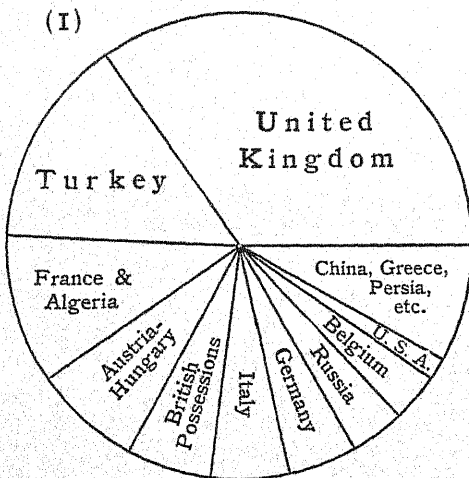 (I)
United
Kingdom
Turkey
France &
Algeria
Austria-
Hungary
British
Possessions
Italy
Germany
Russia
Belgium
U.S.A.
China, Greece,
Persia,
etc.